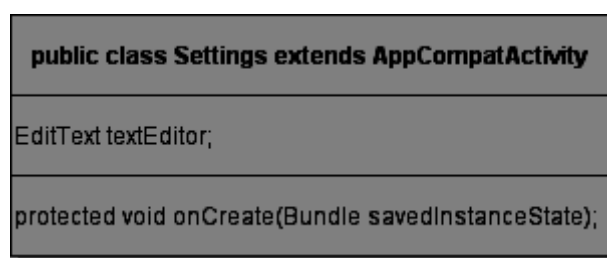 public class Settings extends AppCompatActivity
EditText textEditor;
protected void onCreate(Bundle savedInstanceState);